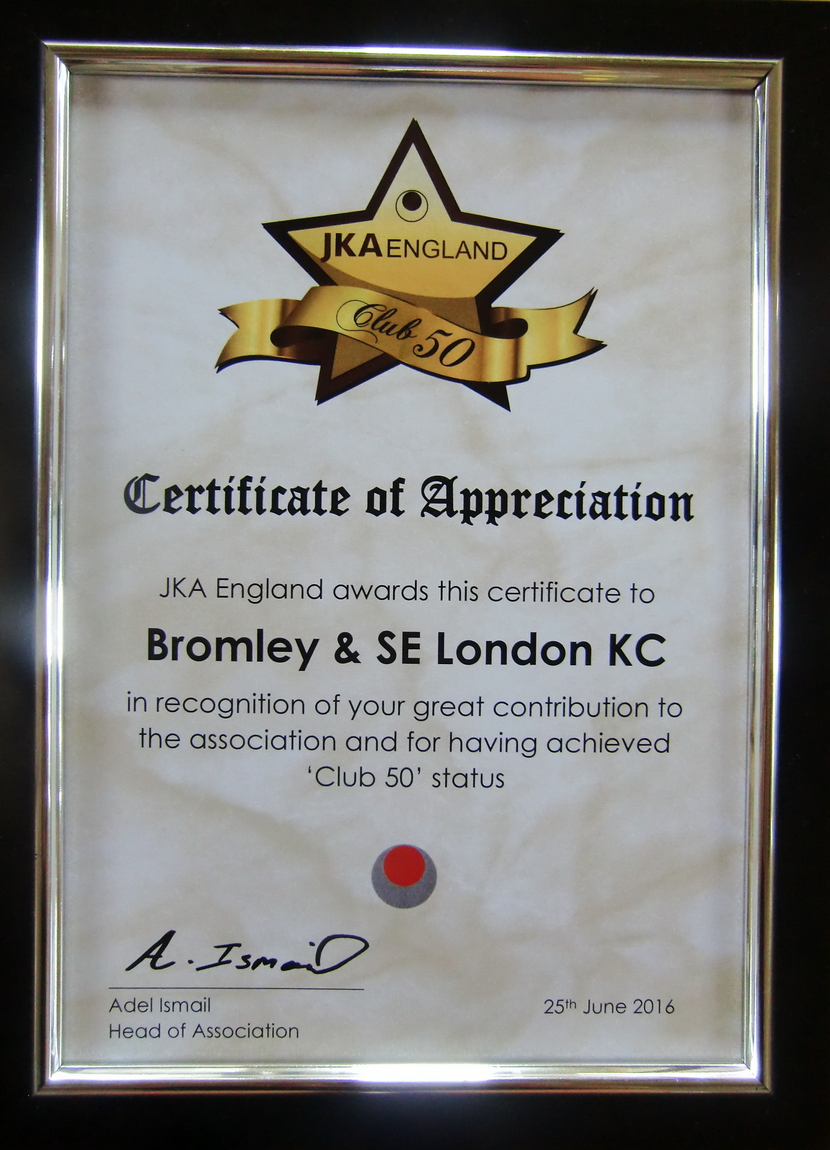 JKA ENGLAND
Club 50
Certificate of Appreciation
JKA England awards this certificate to
Bromley & SE London KC
in recognition of your great contribution to
the association and for having achieved
‘Club 50’ status
A. Ismail
Adel Ismail
25th June 2016
Head of Association